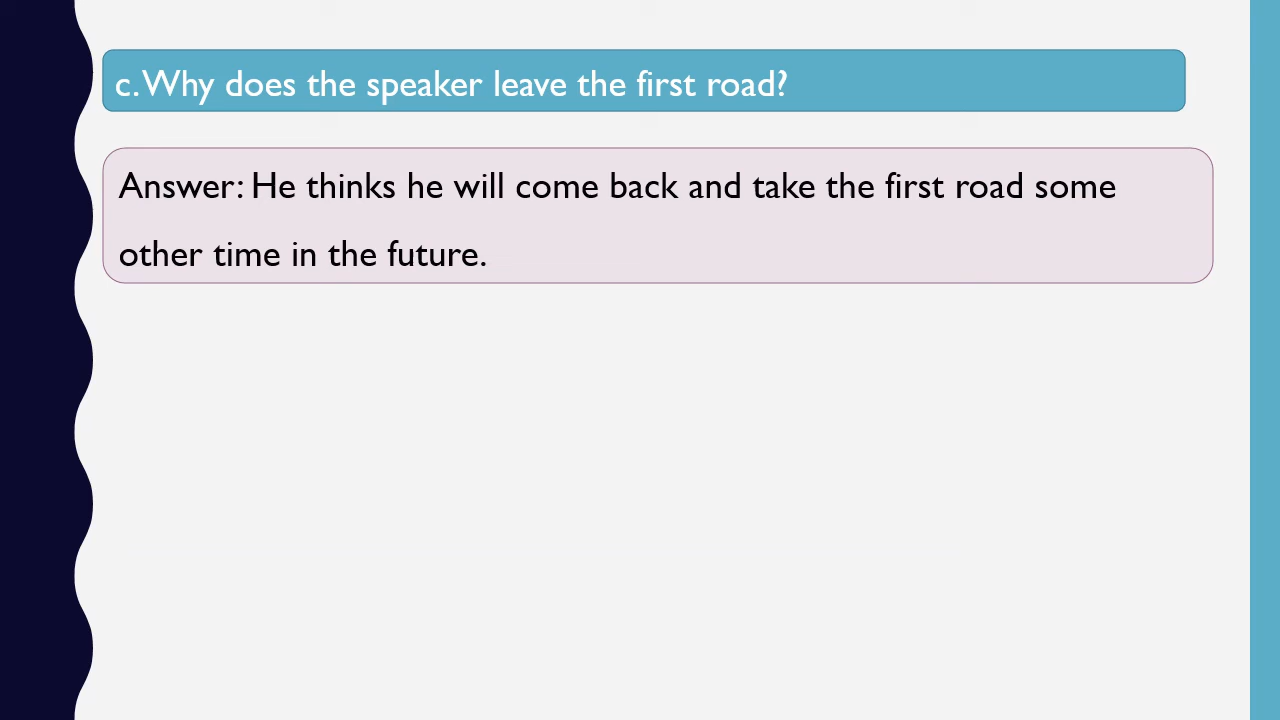 c. Why does the speaker leave the first road?
Answer: He thinks he will come back and take the first road some
other time in the future.